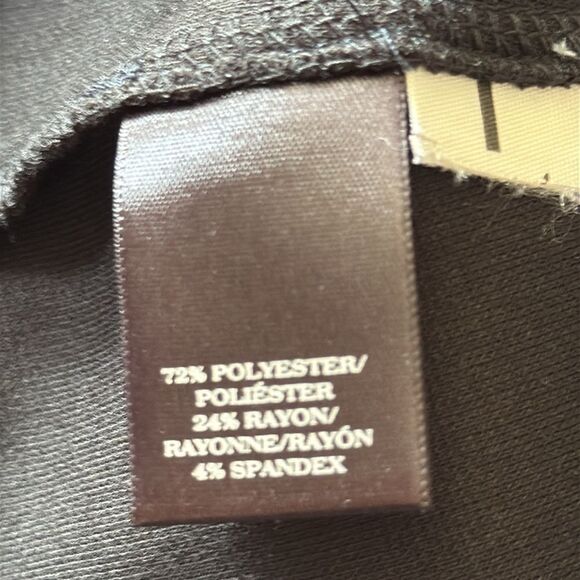 72% POLYESTER/
POLIÉSTER
24% RAYON/
RAYONNE/RAYÓN
4% SPANDEX